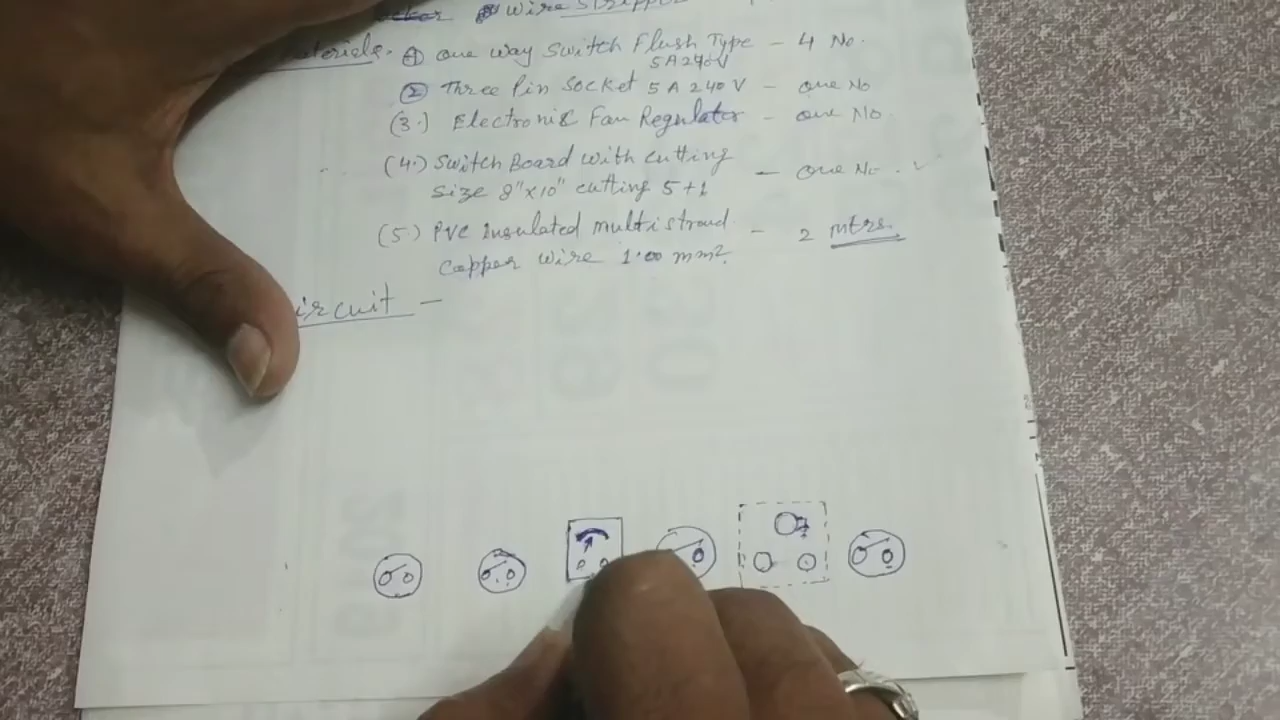 Wire Stripper
① one way Switch Flush Type - 4 No.
5A240V
② Three Pin Socket 5A 240V - one No
(3.) Electronic Fan Regulator - one No.
(4.) Switch Board with cutting
size 8"x10" cutting 5+1 - one No.
(5.) PVC Insulated multistrand
copper wire 1.00 mm². - 2 mtrs.
ircuit -